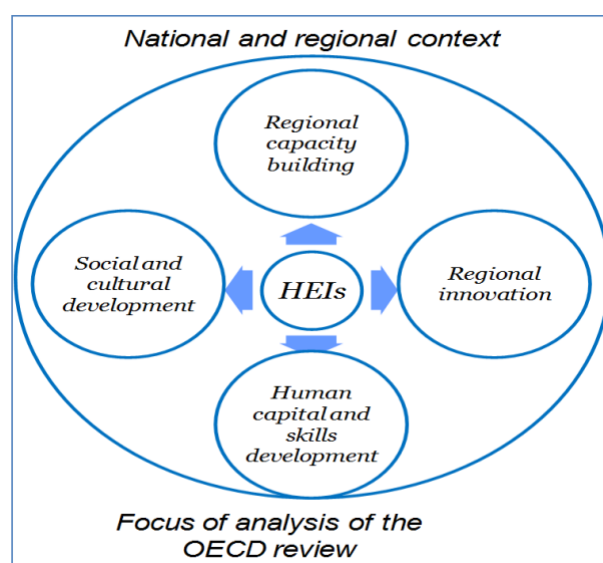 National and regional context
Regional
capacity
building
Social and
cultural
development
HEIs
Regional
innovation
Human
capital and
skills
development
Focus of analysis of the
OECD review